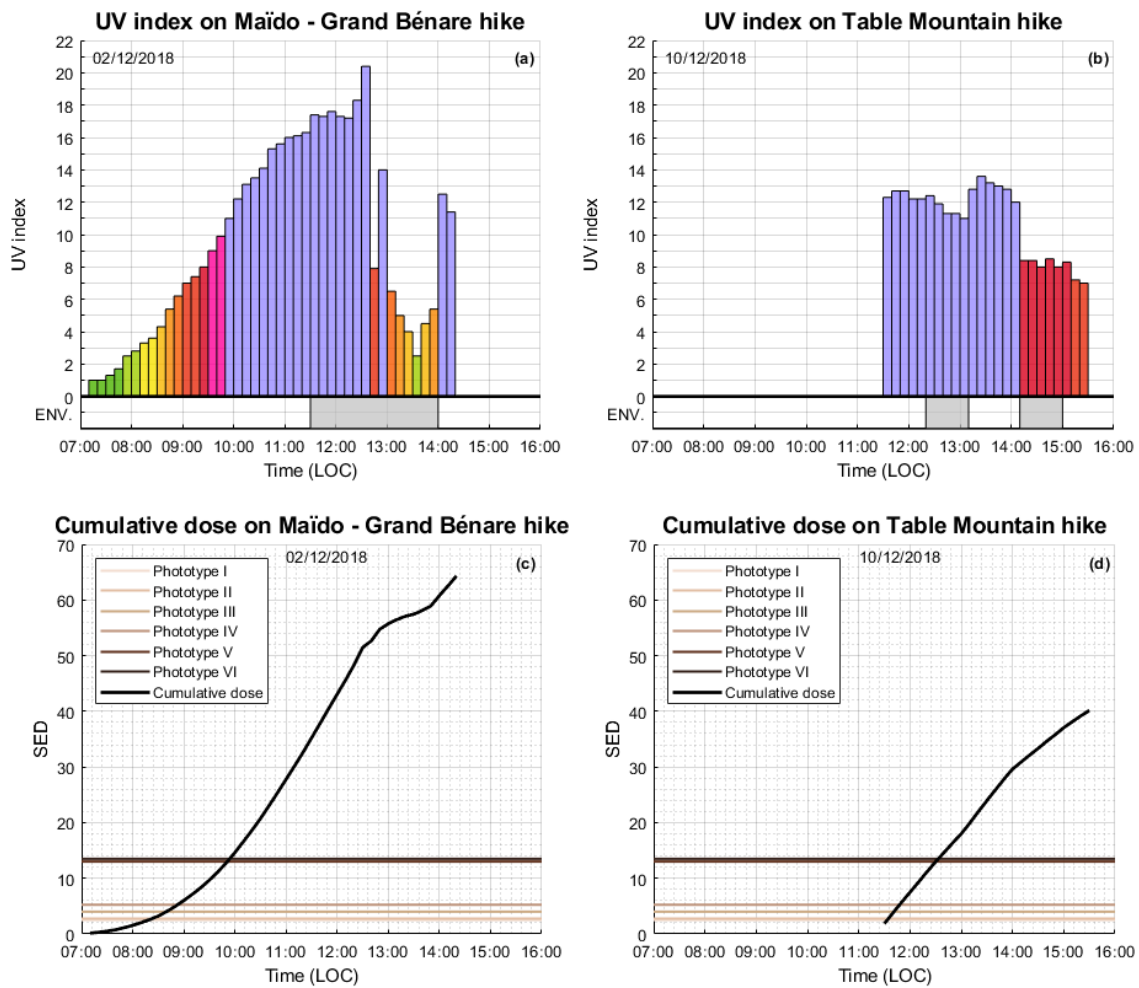 UV index on Maïdo - Grand Bénare hike
02/12/2018
(a)
UV index
22
20
18
16
14
12
10
8
6
4
2
0
ENV.
07:00 08:00 09:00 10:00 11:00 12:00 13:00 14:00 15:00 16:00
Time (LOC)
UV index on Table Mountain hike
10/12/2018
(b)
UV index
22
20
18
16
14
12
10
8
6
4
2
0
ENV.
07:00 08:00 09:00 10:00 11:00 12:00 13:00 14:00 15:00 16:00
Time (LOC)
Cumulative dose on Maïdo - Grand Bénare hike
02/12/2018
(c)
Phototype I
Phototype II
Phototype III
Phototype IV
Phototype V
Phototype VI
Cumulative dose
SED
70
60
50
40
30
20
10
0
07:00 08:00 09:00 10:00 11:00 12:00 13:00 14:00 15:00 16:00
Time (LOC)
Cumulative dose on Table Mountain hike
10/12/2018
(d)
Phototype I
Phototype II
Phototype III
Phototype IV
Phototype V
Phototype VI
Cumulative dose
SED
70
60
50
40
30
20
10
0
07:00 08:00 09:00 10:00 11:00 12:00 13:00 14:00 15:00 16:00
Time (LOC)